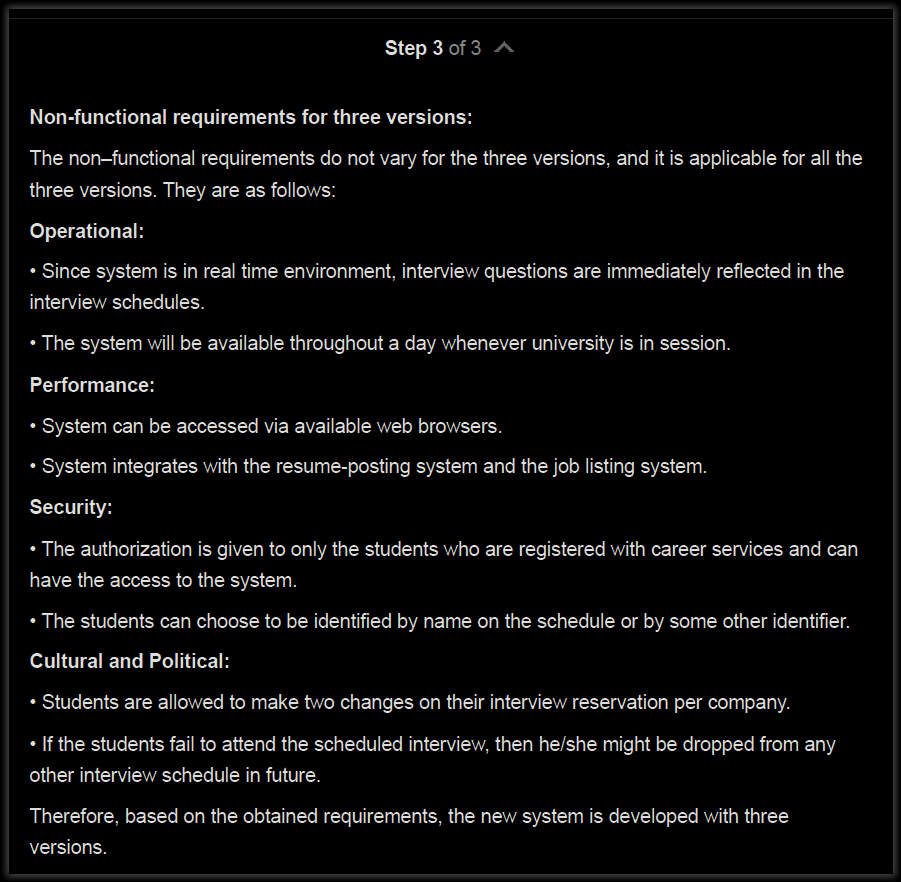 Step 3 of 3
Non-functional requirements for three versions:
The non–functional requirements do not vary for the three versions, and it is applicable for all the
three versions. They are as follows:
Operational:
• Since system is in real time environment, interview questions are immediately reflected in the
interview schedules.
• The system will be available throughout a day whenever university is in session.
Performance:
• System can be accessed via available web browsers.
• System integrates with the resume-posting system and the job listing system.
Security:
• The authorization is given to only the students who are registered with career services and can
have the access to the system.
• The students can choose to be identified by name on the schedule or by some other identifier.
Cultural and Political:
• Students are allowed to make two changes on their interview reservation per company.
• If the students fail to attend the scheduled interview, then he/she might be dropped from any
other interview schedule in future.
Therefore, based on the obtained requirements, the new system is developed with three
versions.